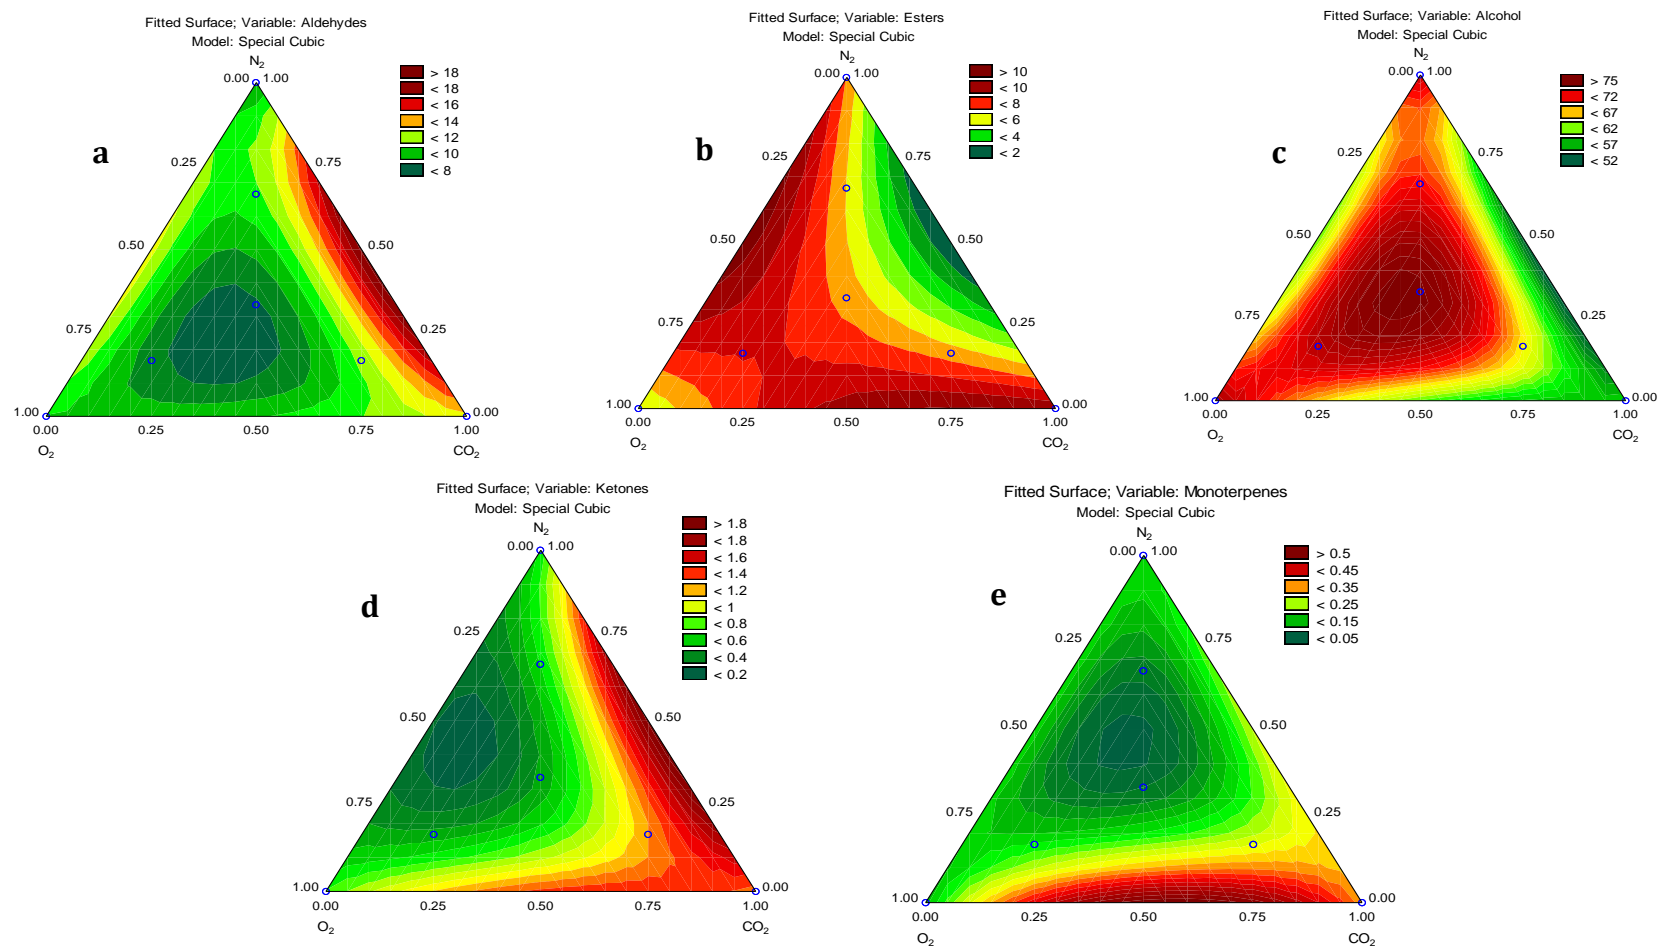 Fitted Surface; Variable: Aldehydes
Model: Special Cubic
N2
0.00 1.00
> 18
< 18
< 16
< 14
< 12
< 10
< 8
a
0.25 0.75
0.50 0.50
0.75 0.25
1.00 0.00
0.00 0.25 0.50 0.75 1.00
O2 CO2
Fitted Surface; Variable: Esters
Model: Special Cubic
N2
0.00 1.00
> 10
< 10
< 8
< 6
< 4
< 2
b
0.25 0.75
0.50 0.50
0.75 0.25
1.00 0.00
0.00 0.25 0.50 0.75 1.00
O2 CO2
Fitted Surface; Variable: Alcohol
Model: Special Cubic
N2
0.00 1.00
> 75
< 72
< 67
< 62
< 57
< 52
c
0.25 0.75
0.50 0.50
0.75 0.25
1.00 0.00
0.00 0.25 0.50 0.75 1.00
O2 CO2
Fitted Surface; Variable: Ketones
Model: Special Cubic
N2
0.00 1.00
> 1.8
< 1.8
< 1.6
< 1.4
< 1.2
< 1
< 0.8
< 0.6
< 0.4
< 0.2
d
0.25 0.75
0.50 0.50
0.75 0.25
1.00 0.00
0.00 0.25 0.50 0.75 1.00
O2 CO2
Fitted Surface; Variable: Monoterpenes
Model: Special Cubic
N2
0.00 1.00
> 0.5
< 0.45
< 0.35
< 0.25
< 0.15
< 0.05
e
0.25 0.75
0.50 0.50
0.75 0.25
1.00 0.00
0.00 0.25 0.50 0.75 1.00
O2 CO2